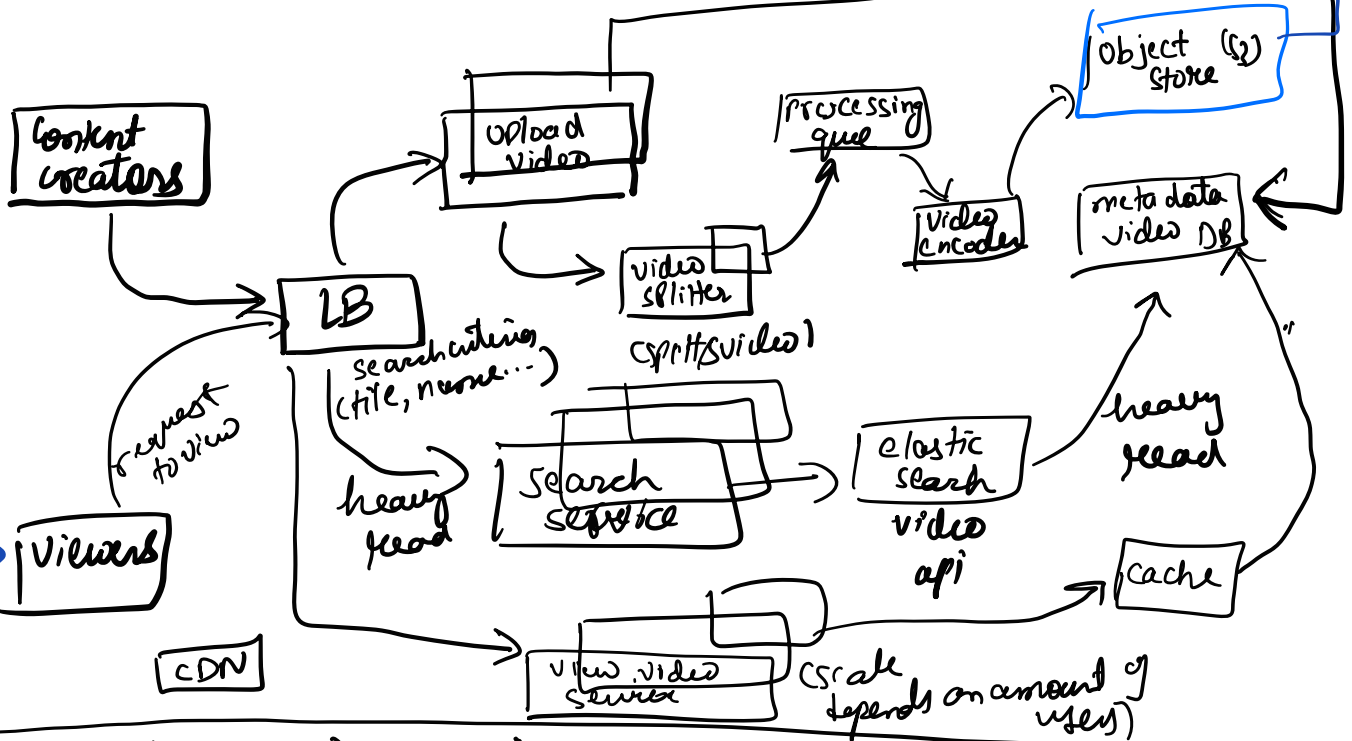 object (S3)
store
content
creators
upload
video
processing
que
meta data
video DB
video
encoder
video
splitter
LB
(splits video)
search criteria
(title, name...)
request
to view
heavy
read
search
service
elastic
search
video
api
heavy
read
viewers
cache
CDN
view video
service
(scale
depends on amount of
users)